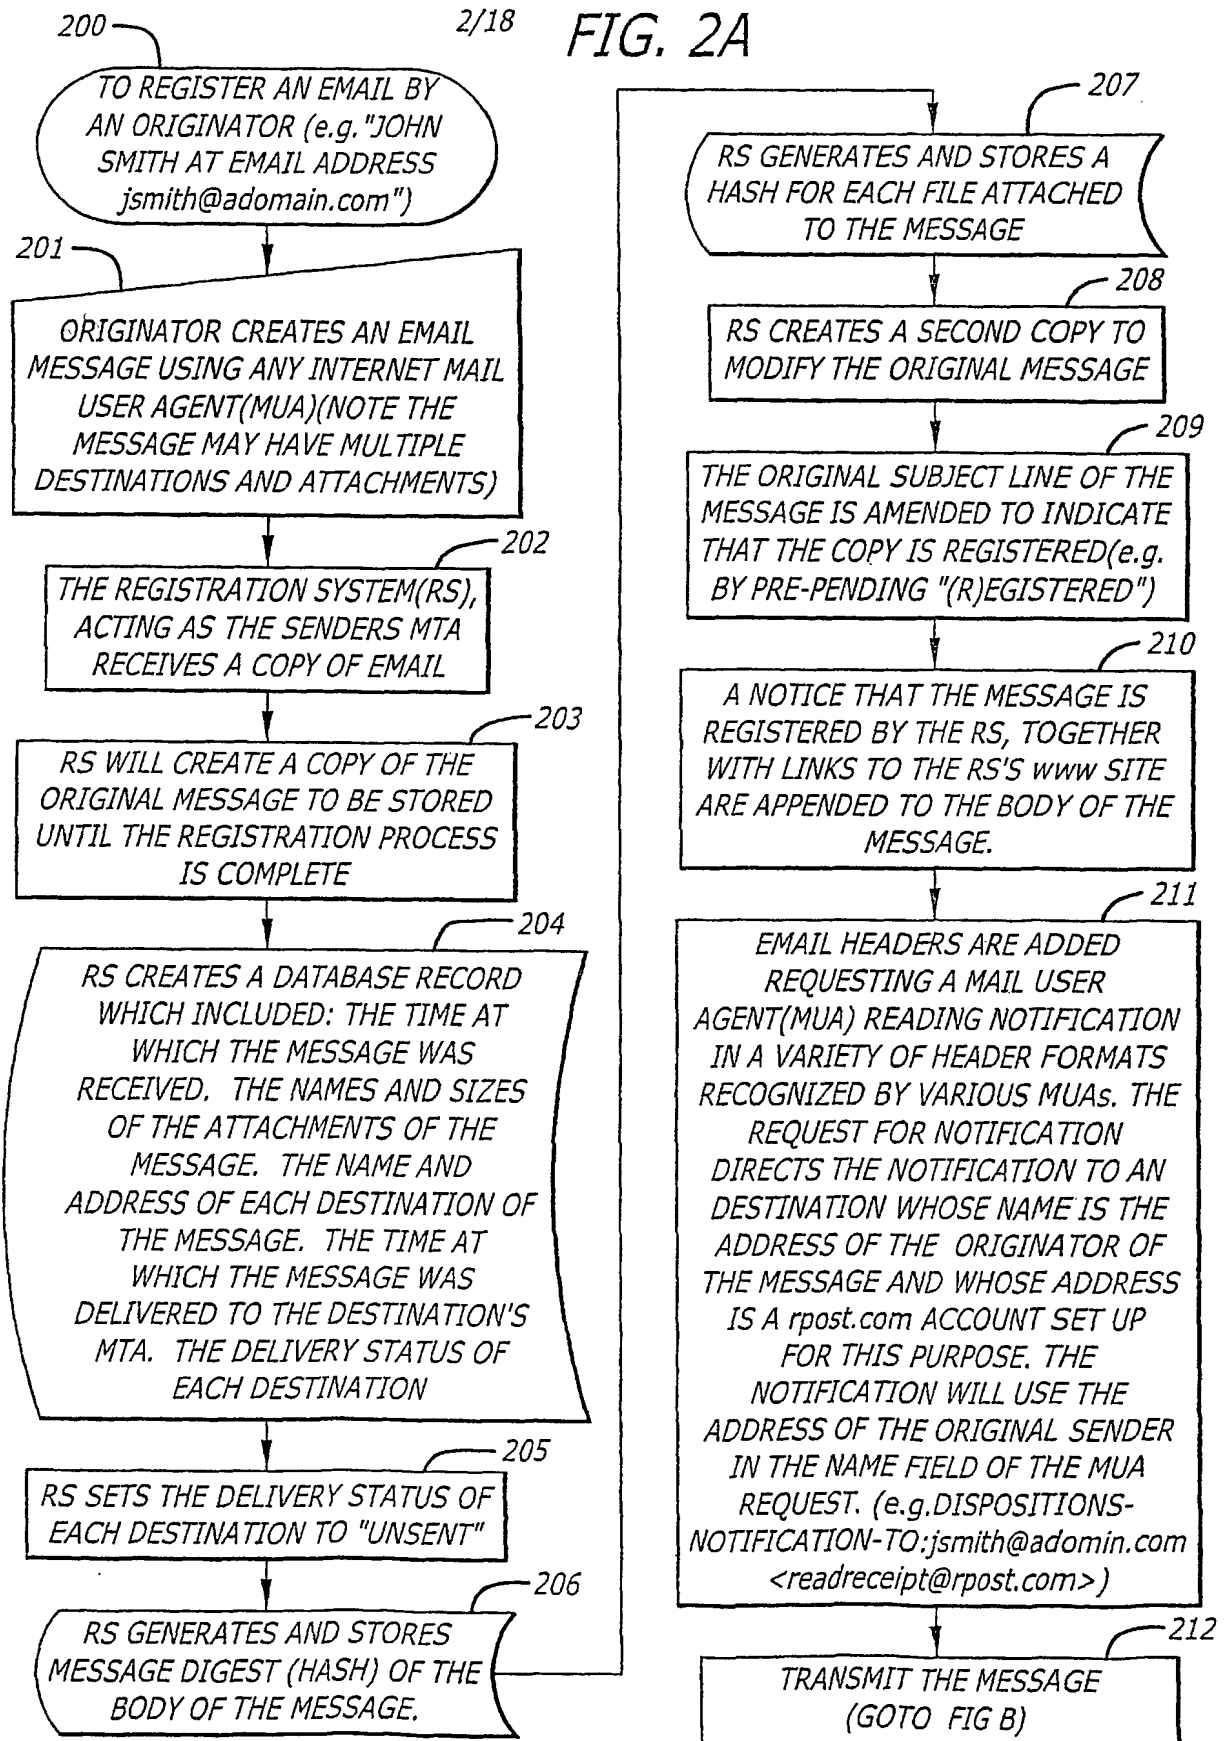 2/18
FIG. 2A
200
TO REGISTER AN EMAIL BY
AN ORIGINATOR (e.g. "JOHN
SMITH AT EMAIL ADDRESS
jsmith@adomain.com")
201
ORIGINATOR CREATES AN EMAIL
MESSAGE USING ANY INTERNET MAIL
USER AGENT(MUA)(NOTE THE
MESSAGE MAY HAVE MULTIPLE
DESTINATIONS AND ATTACHMENTS)
202
THE REGISTRATION SYSTEM(RS),
ACTING AS THE SENDERS MTA
RECEIVES A COPY OF EMAIL
203
RS WILL CREATE A COPY OF THE
ORIGINAL MESSAGE TO BE STORED
UNTIL THE REGISTRATION PROCESS
IS COMPLETE
204
RS CREATES A DATABASE RECORD
WHICH INCLUDED: THE TIME AT
WHICH THE MESSAGE WAS
RECEIVED. THE NAMES AND SIZES
OF THE ATTACHMENTS OF THE
MESSAGE. THE NAME AND
ADDRESS OF EACH DESTINATION OF
THE MESSAGE. THE TIME AT
WHICH THE MESSAGE WAS
DELIVERED TO THE DESTINATION'S
MTA. THE DELIVERY STATUS OF
EACH DESTINATION
205
RS SETS THE DELIVERY STATUS OF
EACH DESTINATION TO "UNSENT"
206
RS GENERATES AND STORES
MESSAGE DIGEST (HASH) OF THE
BODY OF THE MESSAGE.
207
RS GENERATES AND STORES A
HASH FOR EACH FILE ATTACHED
TO THE MESSAGE
208
RS CREATES A SECOND COPY TO
MODIFY THE ORIGINAL MESSAGE
209
THE ORIGINAL SUBJECT LINE OF THE
MESSAGE IS AMENDED TO INDICATE
THAT THE COPY IS REGISTERED(e.g.
BY PRE-PENDING "(R)EGISTERED")
210
A NOTICE THAT THE MESSAGE IS
REGISTERED BY THE RS, TOGETHER
WITH LINKS TO THE RS'S www SITE
ARE APPENDED TO THE BODY OF THE
MESSAGE.
211
EMAIL HEADERS ARE ADDED
REQUESTING A MAIL USER
AGENT(MUA) READING NOTIFICATION
IN A VARIETY OF HEADER FORMATS
RECOGNIZED BY VARIOUS MUAs. THE
REQUEST FOR NOTIFICATION
DIRECTS THE NOTIFICATION TO AN
DESTINATION WHOSE NAME IS THE
ADDRESS OF THE ORIGINATOR OF
THE MESSAGE AND WHOSE ADDRESS
IS A rpost.com ACCOUNT SET UP
FOR THIS PURPOSE. THE
NOTIFICATION WILL USE THE
ADDRESS OF THE ORIGINAL SENDER
IN THE NAME FIELD OF THE MUA
REQUEST. (e.g.DISPOSITIONS-
NOTIFICATION-TO:jsmith@adomin.com
<readreceipt@rpost.com>)
212
TRANSMIT THE MESSAGE
(GOTO FIG B)